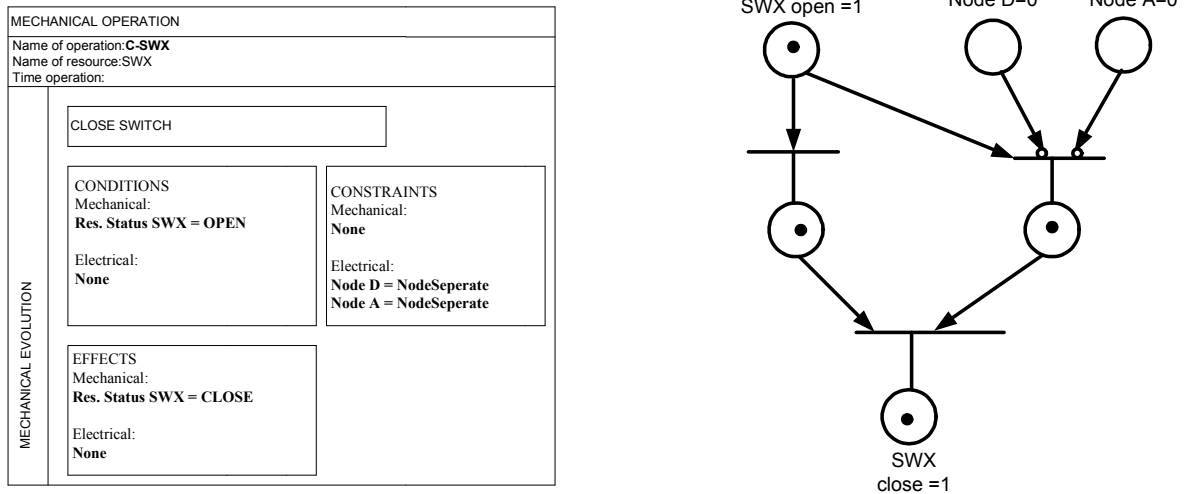 MECHANICAL OPERATION
Name of operation:C-SWX
Name of resource:SWX
Time operation:
MECHANICAL EVOLUTION
CLOSE SWITCH
CONDITIONS
Mechanical:
Res. Status SWX = OPEN
Electrical:
None
CONSTRAINTS
Mechanical:
None
Electrical:
Node D = NodeSeperate
Node A = NodeSeperate
EFFECTS
Mechanical:
Res. Status SWX = CLOSE
Electrical:
None
SWX open =1
Node D=0
Node A=0
SWX
close =1